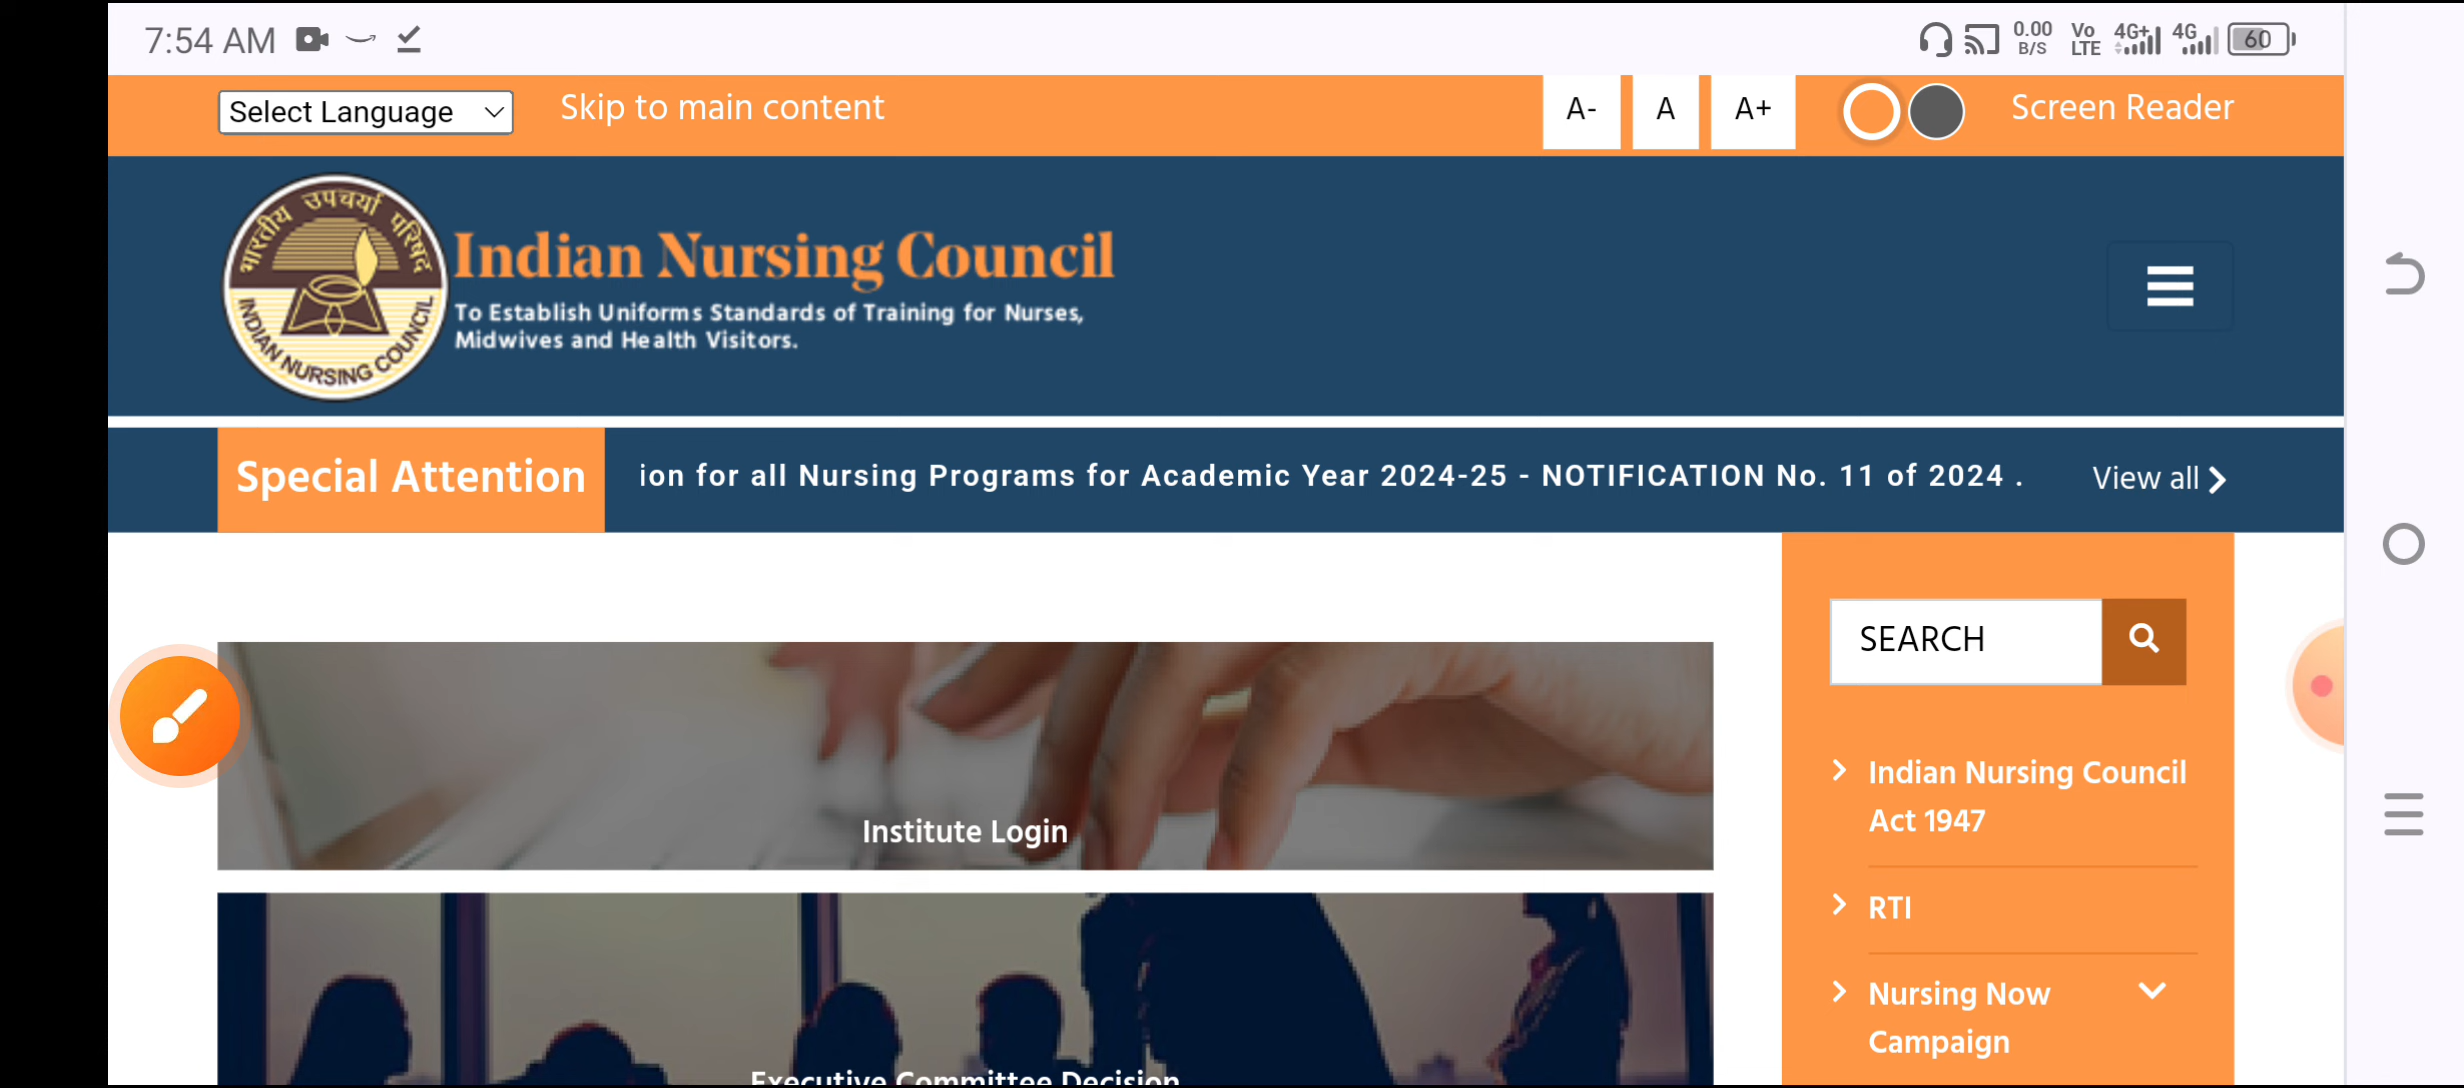 7:54 AM
0.00 B/S Vo LTE 4G+ 4G 60
Select Language
Skip to main content
A- A A+
Screen Reader
भारतीय उपचर्या परिषद
INDIAN NURSING COUNCIL
Indian Nursing Council
To Establish Uniforms Standards of Training for Nurses,
Midwives and Health Visitors.
Special Attention
ion for all Nursing Programs for Academic Year 2024-25 - NOTIFICATION No. 11 of 2024 .
View all
SEARCH
Institute Login
Indian Nursing Council
Act 1947
RTI
Nursing Now
Campaign
Executive Committee Decision